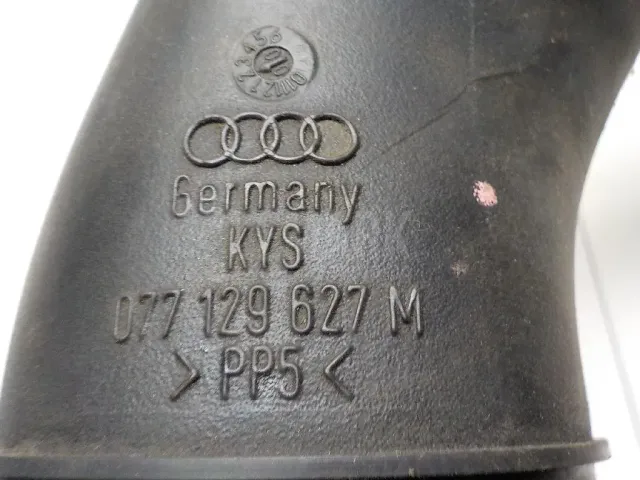 Germany
KYS
077 129 627 M
> PP5 <